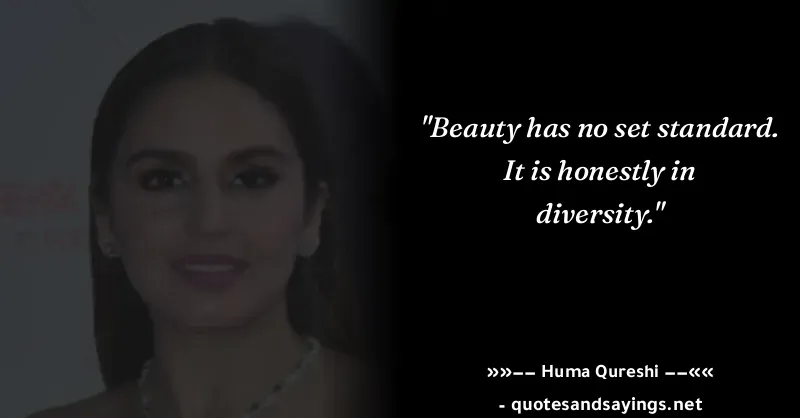 "Beauty has no set standard.
It is honestly in
diversity."
»»−− Huma Qureshi −−««
- quotesandsayings.net